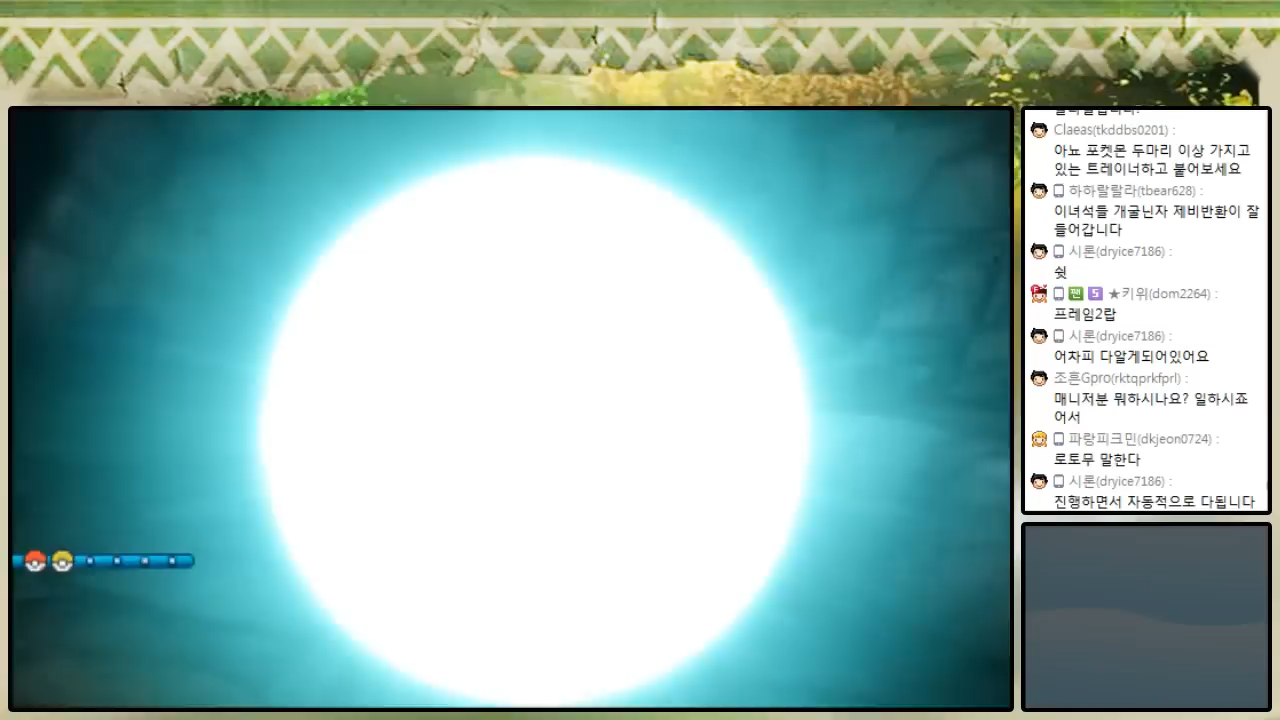 Claeas(tkddbs0201) :
아뇨 포켓몬 두마리 이상 가지고
있는 트레이너하고 붙어보세요
하하랄랄라(tbear628) :
이녀석들 개굴닌자 제비반환이 잘
들어갑니다
시론(dryice7186) :
쉿
팬 5 ★키위(dom2264) :
프레임2랍
시론(dryice7186) :
어차피 다알게되어있어요
조흔Gpro(rktqprkfprl) :
매니저분 뭐하시나요? 일하시죠
어서
파랑피크민(dkjeon0724) :
로토무 말한다
시론(dryice7186) :
진행하면서 자동적으로 다됩니다